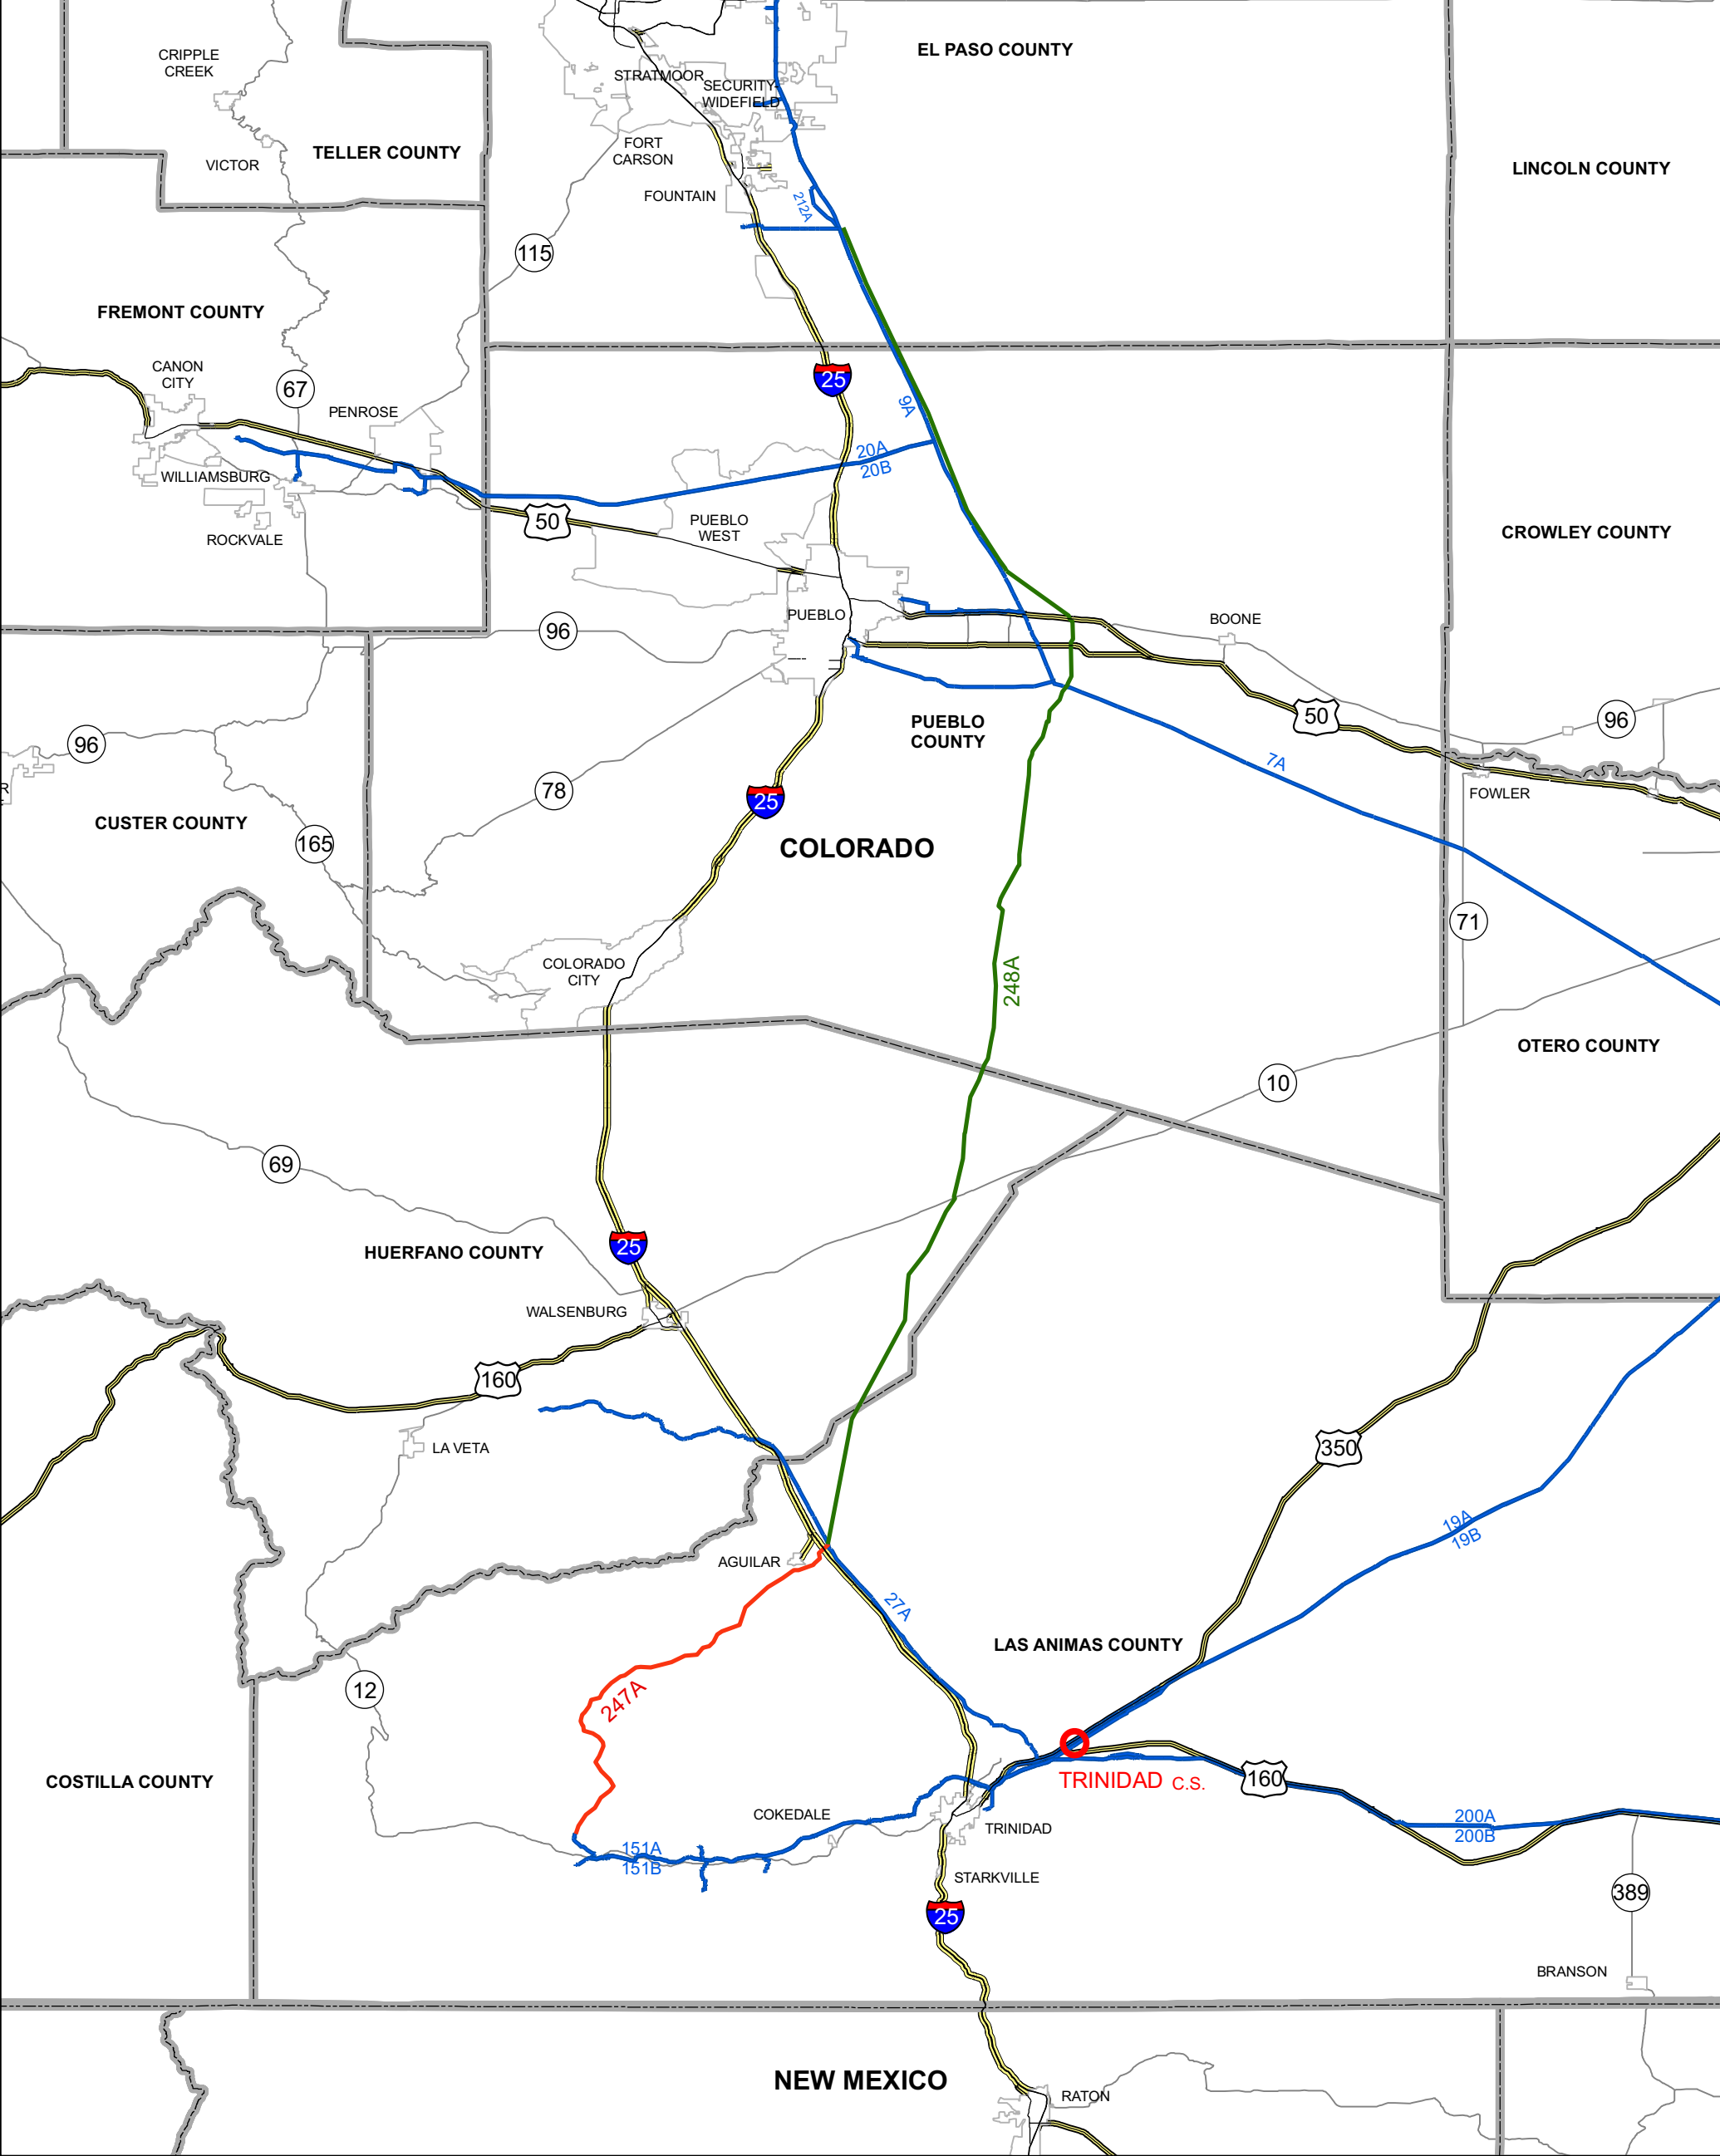 EL PASO COUNTY
CRIPPLE
CREEK
STRATMOOR
SECURITY-
WIDEFIELD
TELLER COUNTY
FORT
CARSON
VICTOR
LINCOLN COUNTY
FOUNTAIN
212A
115
FREMONT COUNTY
CANON
CITY
25
67
PENROSE
9A
20A
20B
WILLIAMSBURG
50
PUEBLO
WEST
ROCKVALE
CROWLEY COUNTY
PUEBLO
BOONE
96
PUEBLO
COUNTY
50
96
96
7A
R
78
25
FOWLER
CUSTER COUNTY
165
COLORADO
71
COLORADO
CITY
248A
OTERO COUNTY
10
69
25
HUERFANO COUNTY
WALSENBURG
160
LA VETA
350
19A
19B
AGUILAR
27A
LAS ANIMAS COUNTY
12
247A
COSTILLA COUNTY
TRINIDAD C.S.
160
COKEDALE
TRINIDAD
200A
200B
151A
151B
STARKVILLE
389
25
BRANSON
NEW MEXICO
RATON